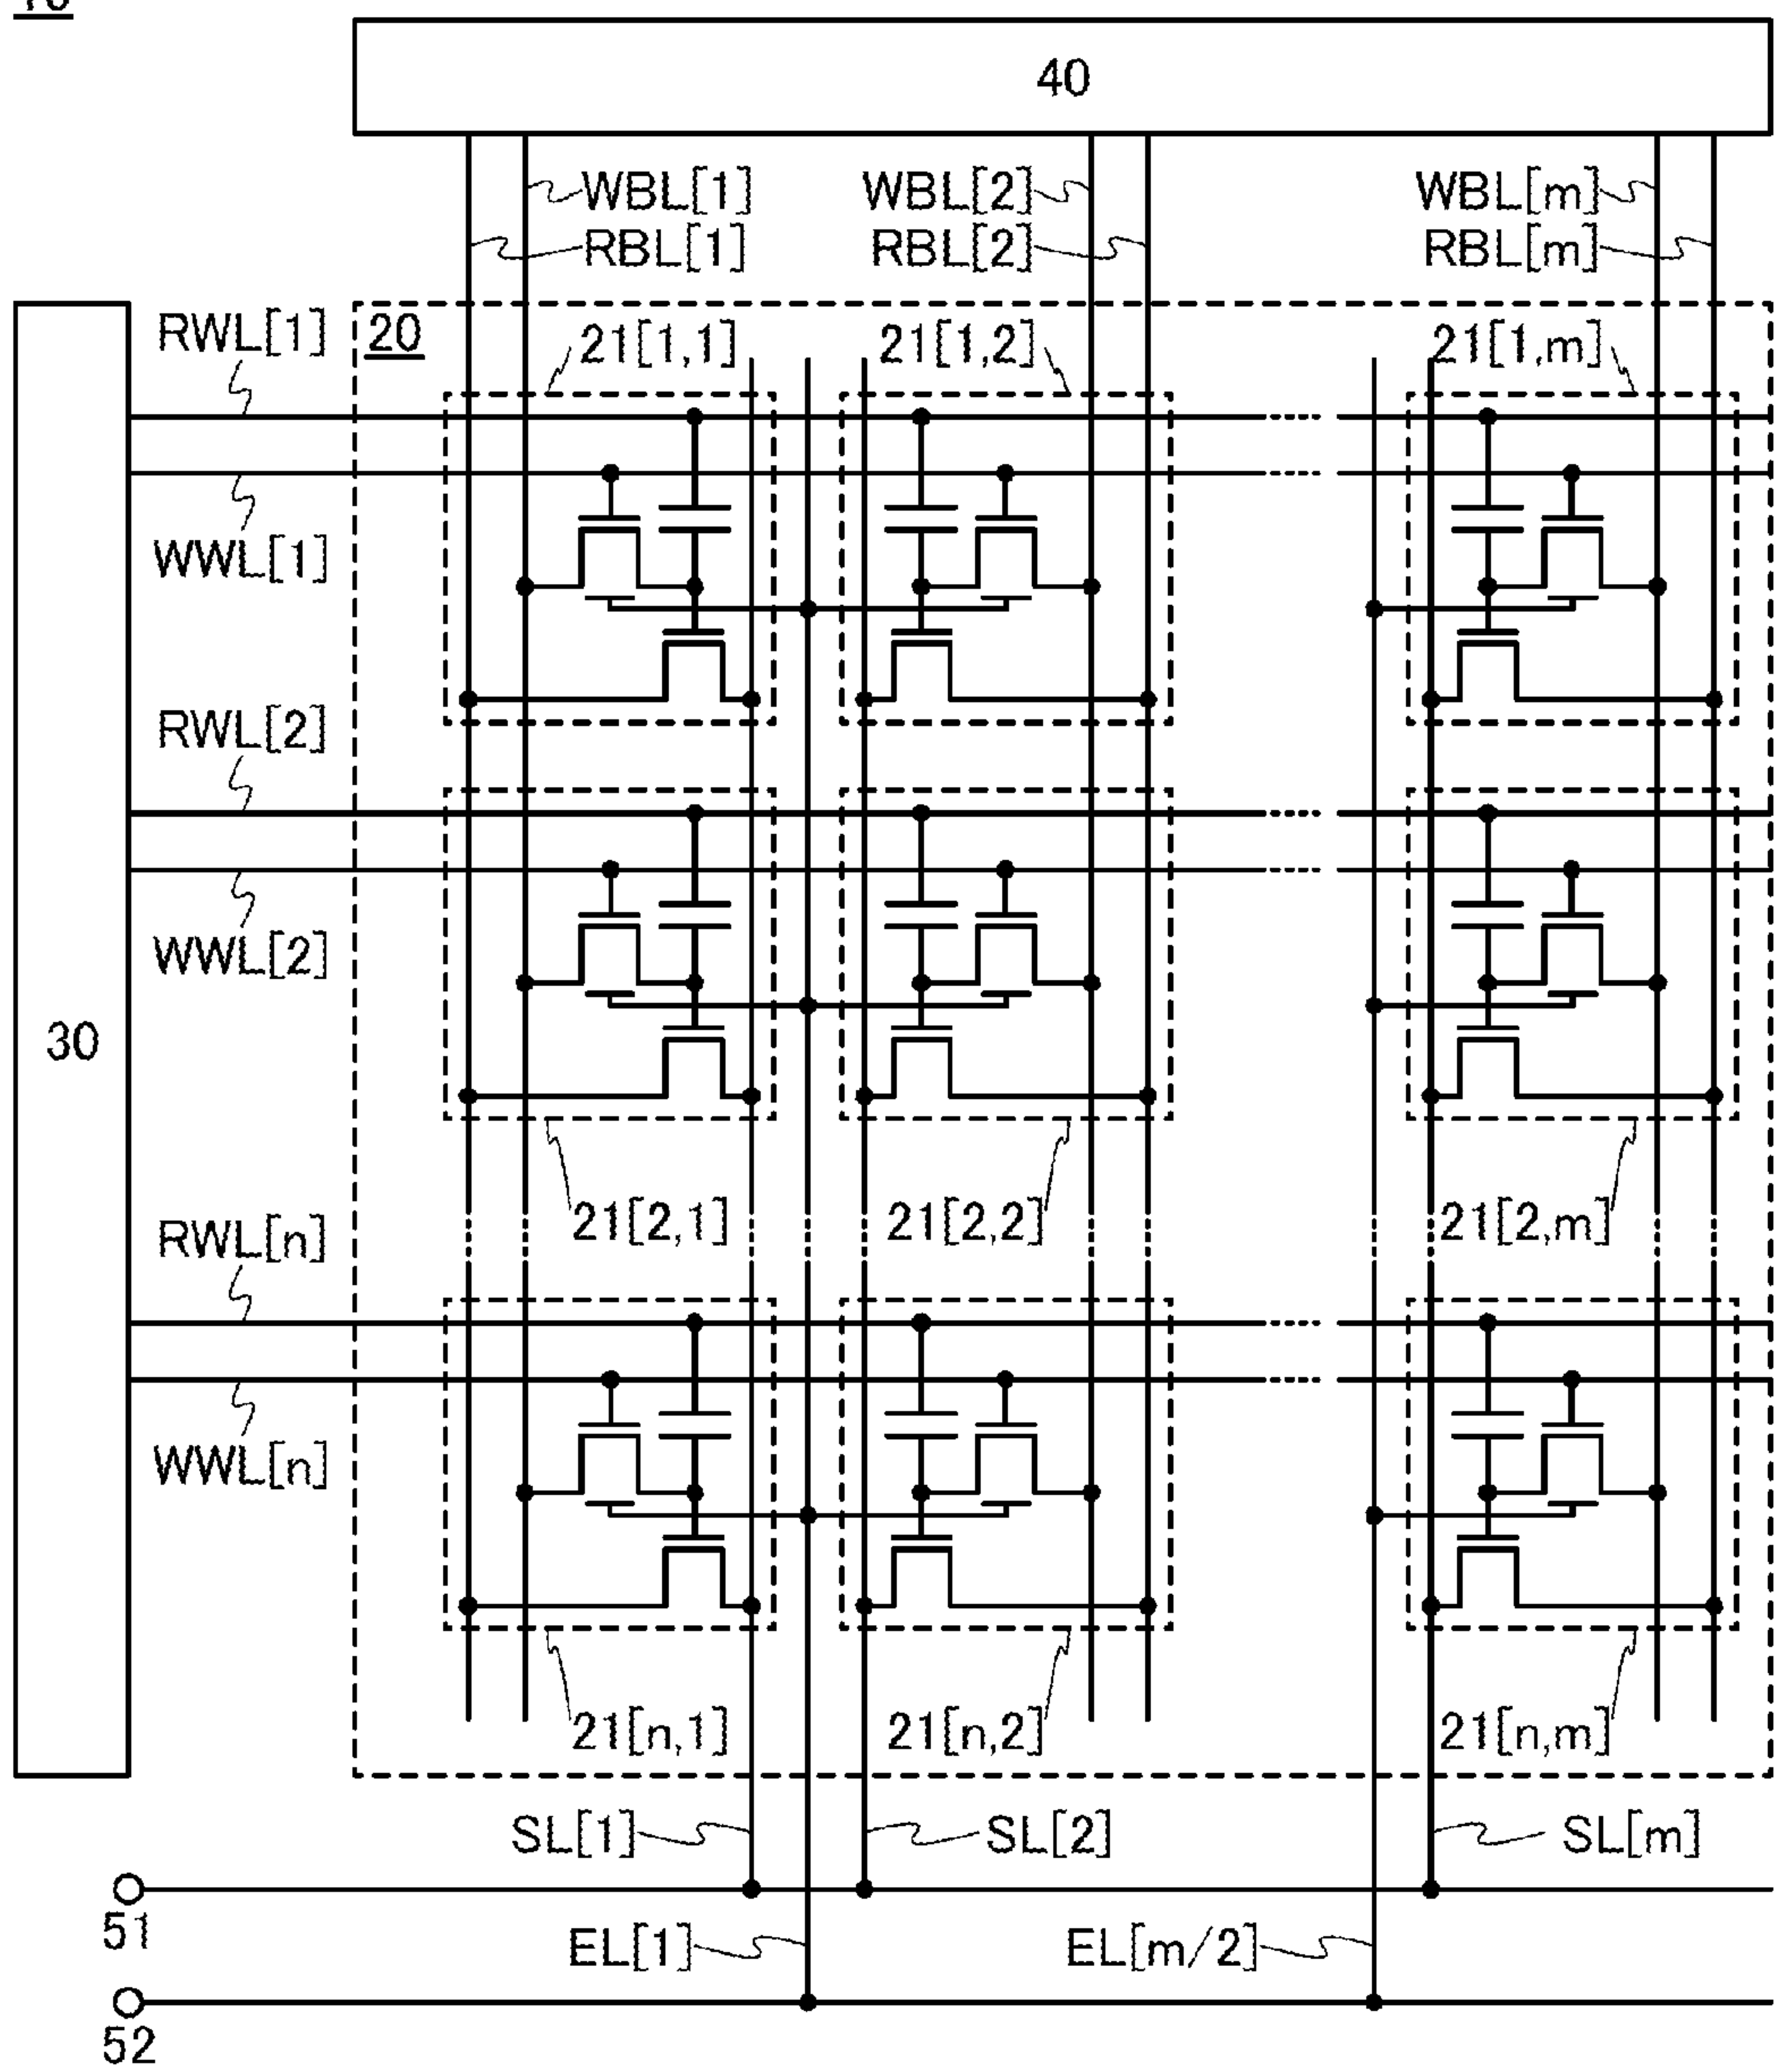 40
WBL[1] WBL[2] WBL[m]
RBL[1] RBL[2] RBL[m]
RWL[1] 20 21[1,1] 21[1,2] 21[1,m]
WWL[1]
RWL[2]
WWL[2]
30
21[2,1] 21[2,2] 21[2,m]
RWL[n]
WWL[n]
21[n,1] 21[n,2] 21[n,m]
SL[1] SL[2] SL[m]
51
EL[1] EL[m/2]
52